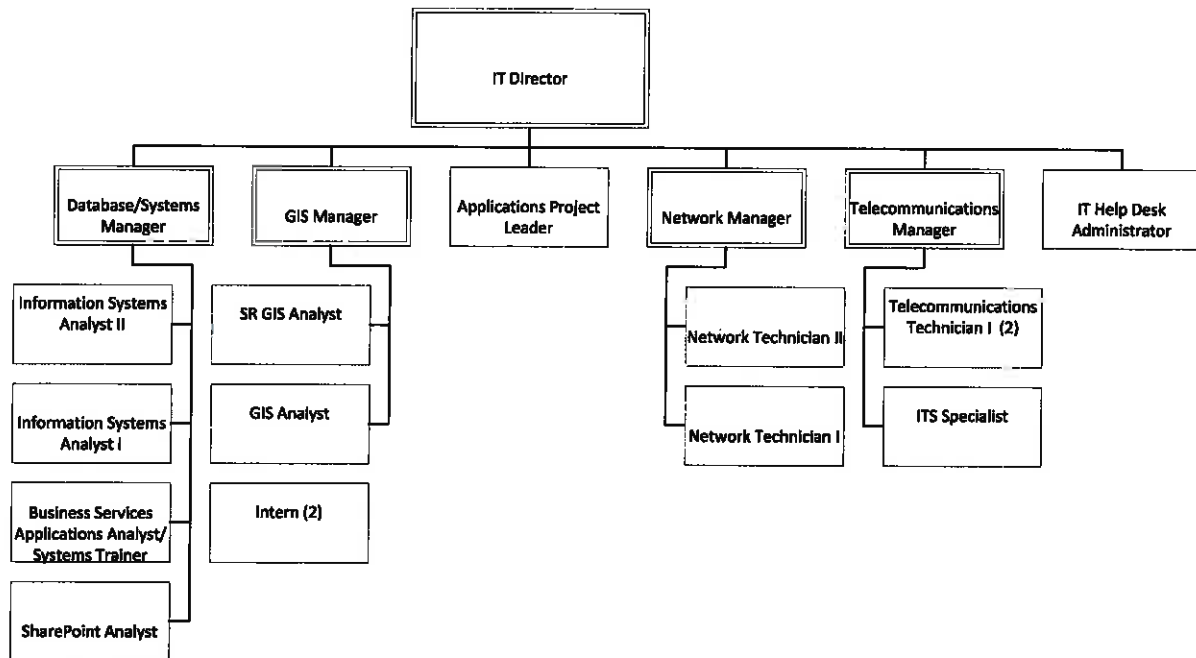 IT Director
Database/Systems
Manager
GIS Manager
Applications Project
Leader
Network Manager
Telecommunications
Manager
IT Help Desk
Administrator
Information Systems
Analyst II
SR GIS Analyst
Network Technician II
Telecommunications
Technician I (2)
Information Systems
Analyst I
GIS Analyst
Network Technician I
ITS Specialist
Business Services
Applications Analyst/
Systems Trainer
Intern (2)
SharePoint Analyst